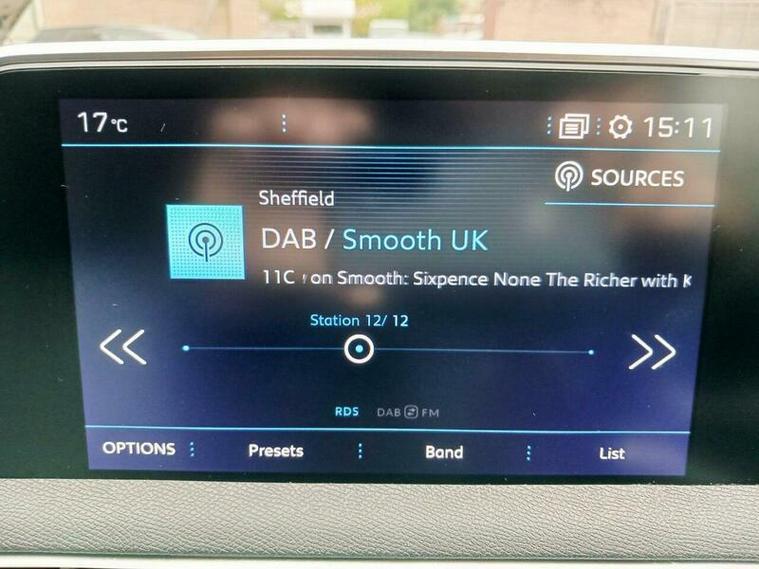 17°C
15:11
SOURCES
Sheffield
DAB / Smooth UK
11C on Smooth: Sixpence None The Richer with
Station 12/ 12
RDS DAB FM
OPTIONS Presets Band List